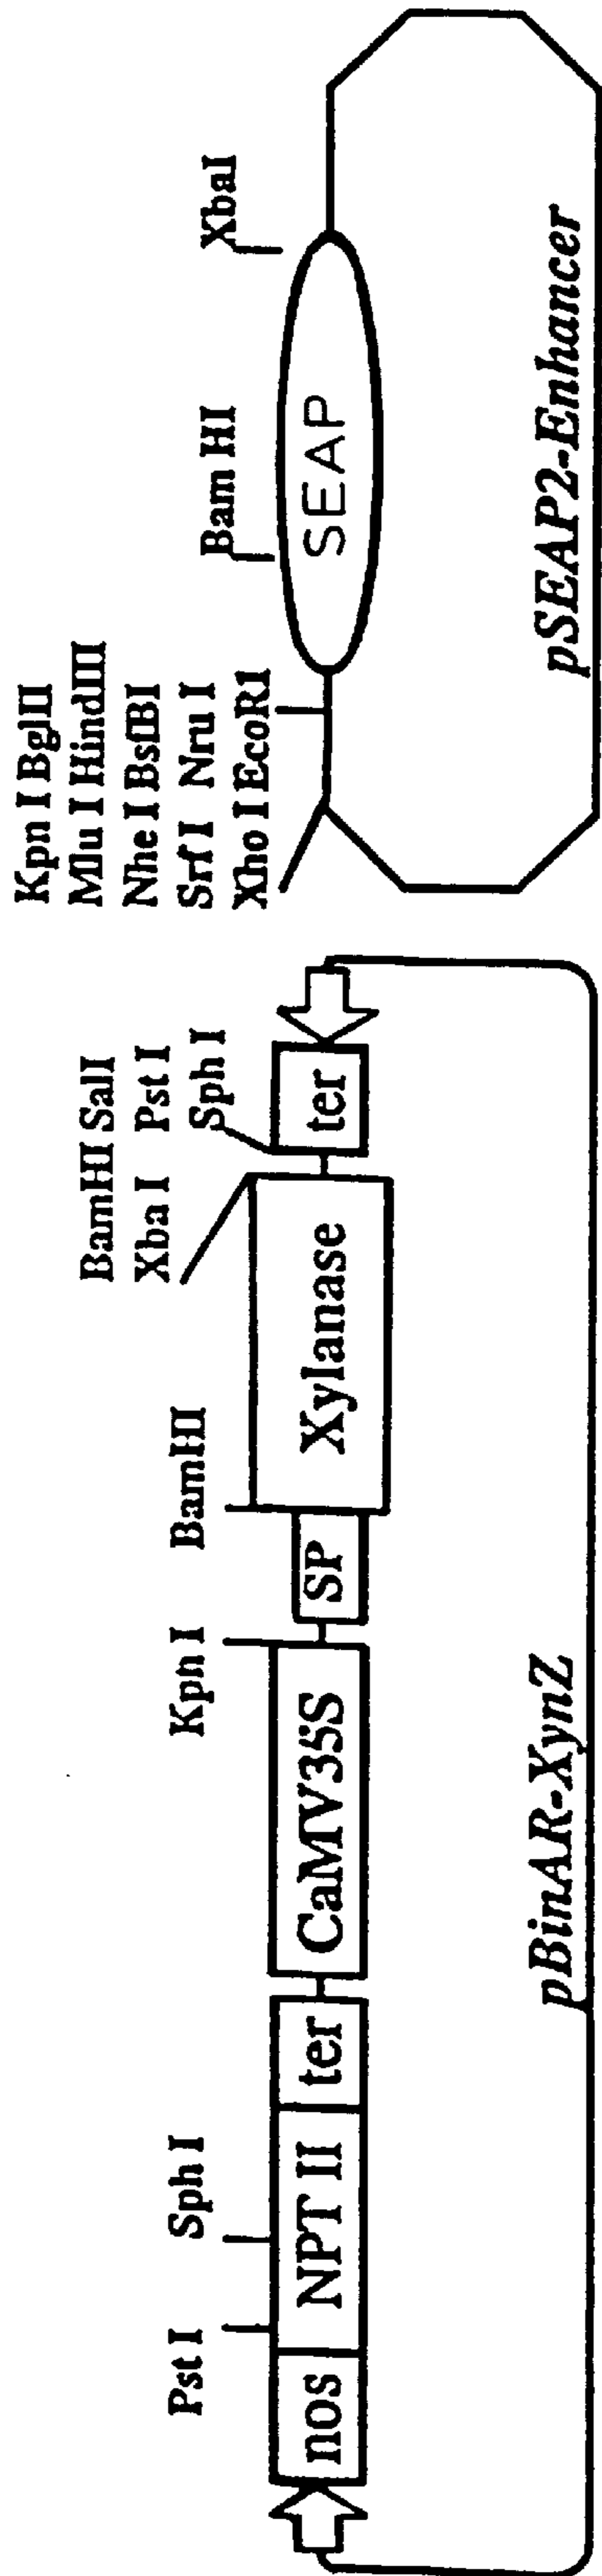 Pst I
Sph I
Kpn I
BamHI
BamHI SalI
Xba I Pst I
Sph I
nos
NPT II
ter
CaMV35S
SP
Xylanase
ter
pBinAR-XynZ
Kpn I BglII
Mlu I HindIII
Nhe I BsfBI
Srf I Nru I
Xho I EcoR1
Bam HI
XbaI
SEAP
pSEAP2-Enhancer